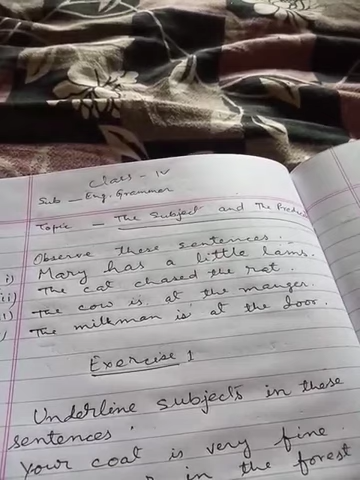 Class - IV
Sub - Eng. Grammar
Topic - The Subject and The Predic
Observe these sentences.
i) Mary has a little lamb.
ii) The cat chased the rat.
The cow is at the manger.
The milkman is at the door.
Exercise 1
Underline subjects in these
sentences.
Your coat is very fine.
in the forest